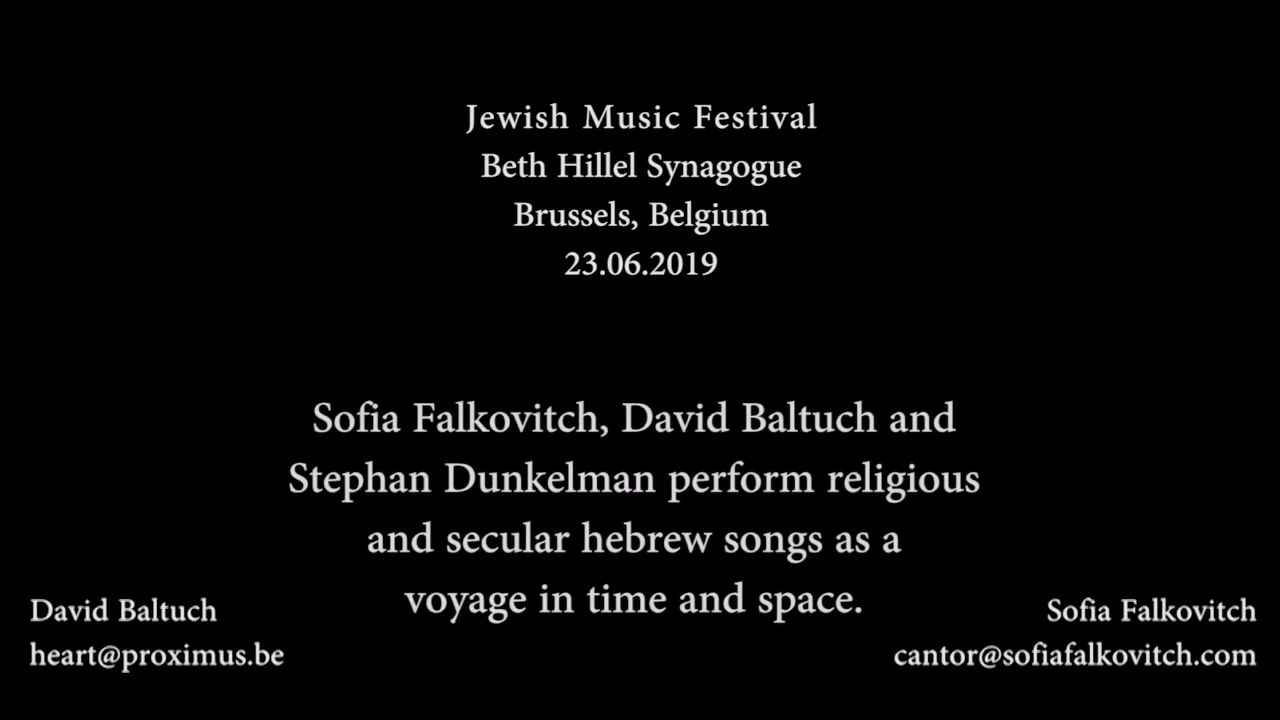 Jewish Music Festival
Beth Hillel Synagogue
Brussels, Belgium
23.06.2019
Sofia Falkovitch, David Baltuch and
Stephan Dunkelman perform religious
and secular hebrew songs as a
voyage in time and space.
David Baltuch
heart@proximus.be
Sofia Falkovitch
cantor@sofiafalkovitch.com